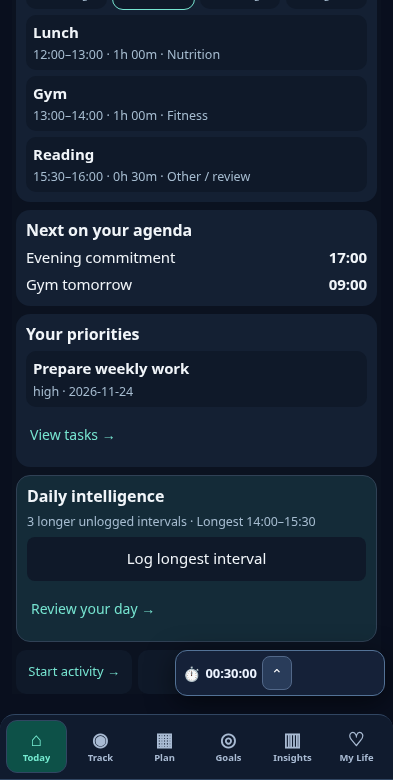 Lunch
12:00–13:00 · 1h 00m · Nutrition
Gym
13:00–14:00 · 1h 00m · Fitness
Reading
15:30–16:00 · 0h 30m · Other / review
Next on your agenda
Evening commitment 17:00
Gym tomorrow 09:00
Your priorities
Prepare weekly work
high · 2026-11-24
View tasks →
Daily intelligence
3 longer unlogged intervals · Longest 14:00–15:30
Log longest interval
Review your day →
Start activity → 00:30:00
Today Track Plan Goals Insights My Life